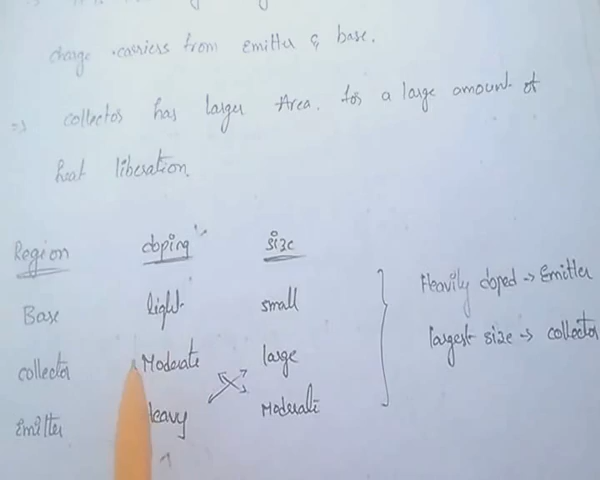 charge carriers from Emitter & base.
=> collector has larger Area. for a large amount of
heat liberation.
Region doping size
Base light small
collector Moderate large
Emitter heavy Moderate
Heavily doped → Emitter
largest size → collector